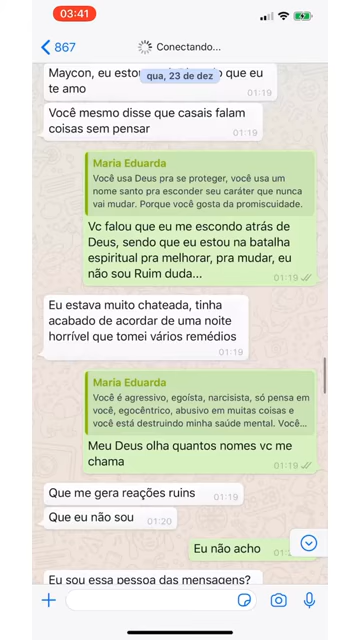 03:41
867
Conectando...
Maycon, eu estou que eu
te amo
01:19
qua, 23 de dez
Você mesmo disse que casais falam
coisas sem pensar
01:19
Maria Eduarda
Você usa Deus pra se proteger, você usa um
nome santo pra esconder seu caráter que nunca
vai mudar. Porque você gosta da promiscuidade.
Vc falou que eu me escondo atrás de
Deus, sendo que eu estou na batalha
espiritual pra melhorar, pra mudar, eu
não sou Ruim duda...
01:19
Eu estava muito chateada, tinha
acabado de acordar de uma noite
horrível que tomei vários remédios
01:19
Maria Eduarda
Você é agressivo, egoísta, narcisista, só pensa em
você, egocêntrico, abusivo em muitas coisas e
você está destruindo minha saúde mental. Você...
Meu Deus olha quantos nomes vc me
chama
01:19
Que me gera reações ruins
01:19
Que eu não sou
01:20
Eu não acho
Eu sou essa pessoa das mensagens?